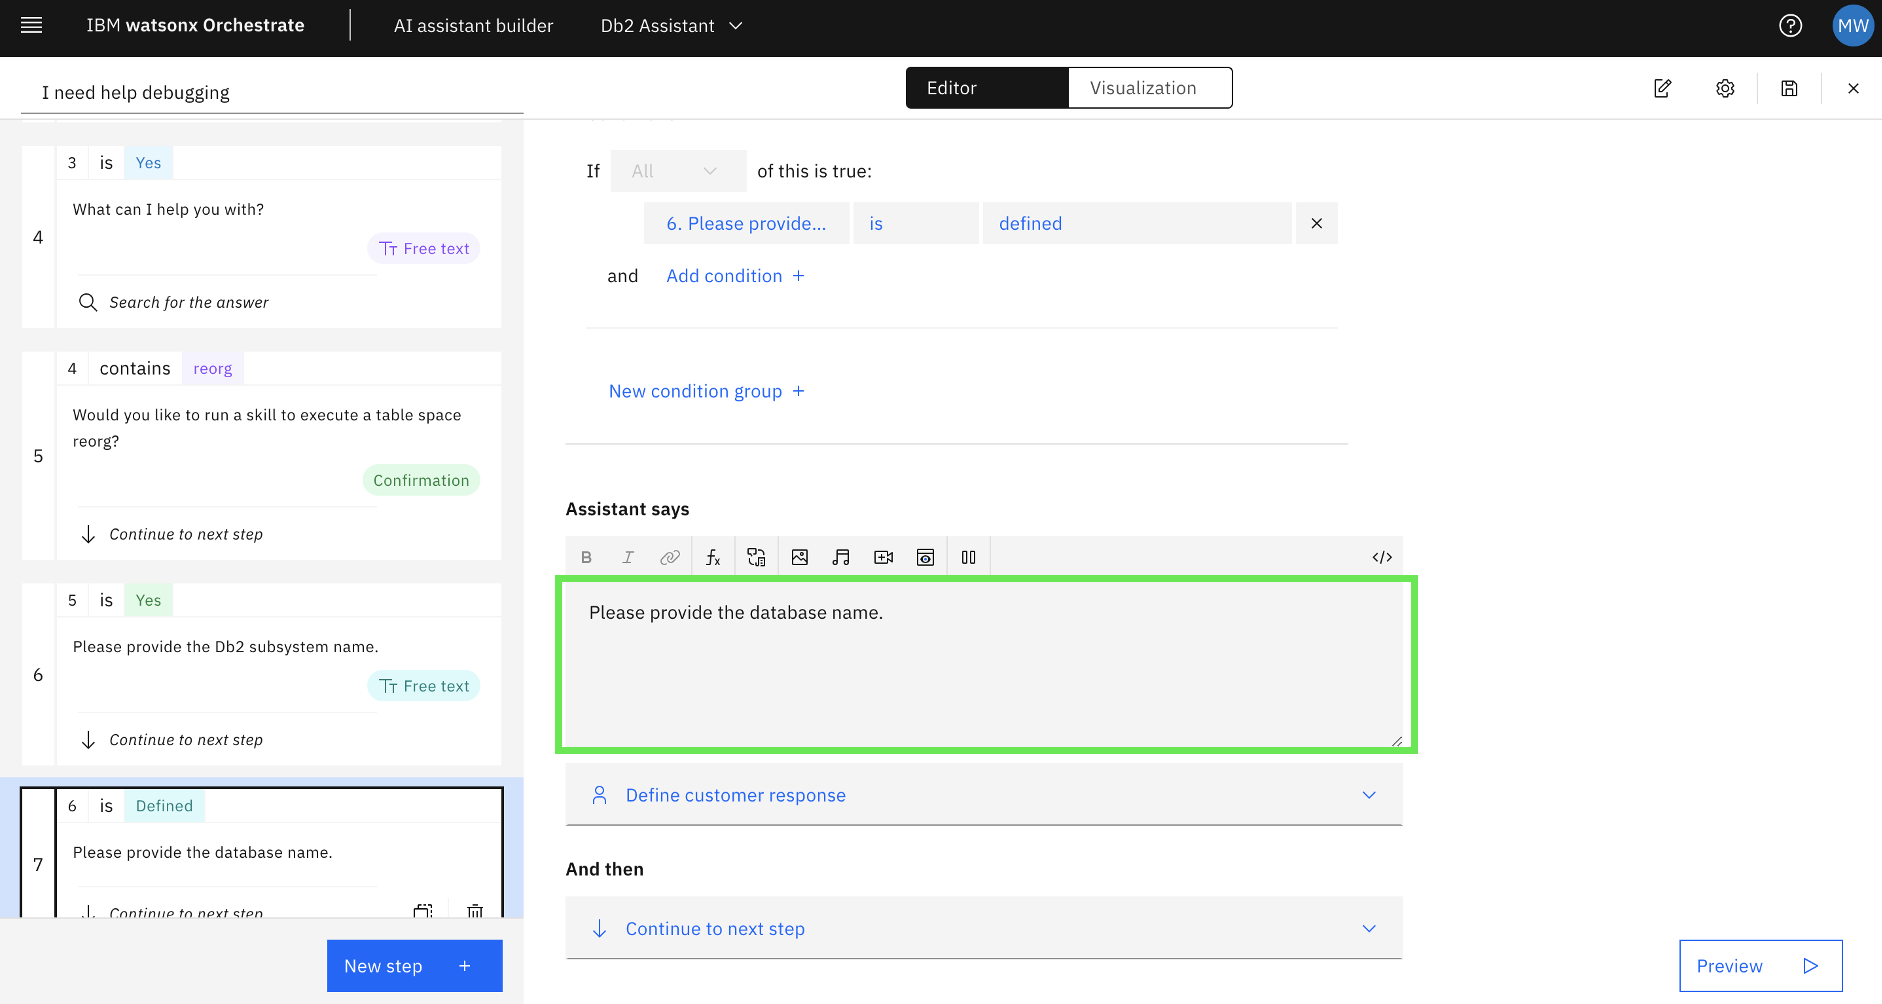 IBM watsonx Orchestrate
AI assistant builder
Db2 Assistant
MW
I need help debugging
Editor
Visualization
3 is Yes
What can I help you with?
4
Free text
Search for the answer
4 contains reorg
Would you like to run a skill to execute a table space
reorg?
5
Confirmation
Continue to next step
5 is Yes
Please provide the Db2 subsystem name.
6
Free text
Continue to next step
6 is Defined
Please provide the database name.
7
Continue to next step
New step +
If All of this is true:
6. Please provide... is defined
and Add condition +
New condition group +
Assistant says
B I
Please provide the database name.
Define customer response
And then
Continue to next step
Preview